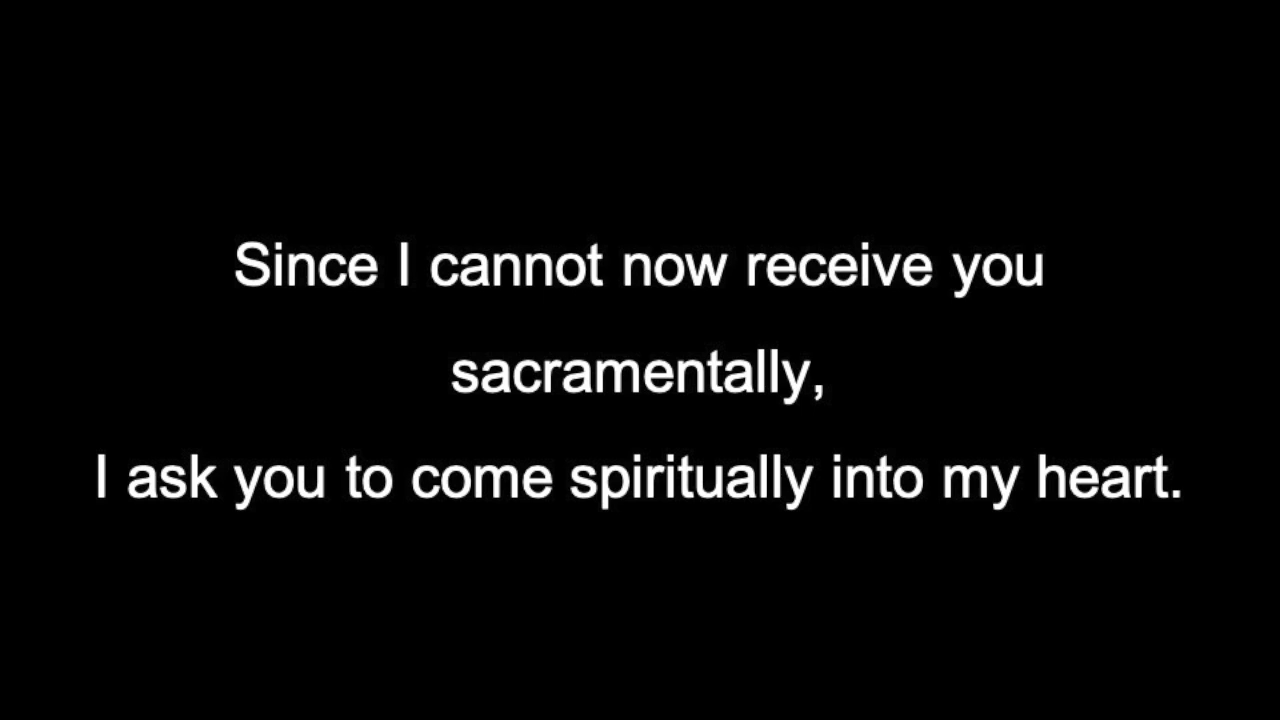 Since I cannot now receive you
sacramentally,
I ask you to come spiritually into my heart.